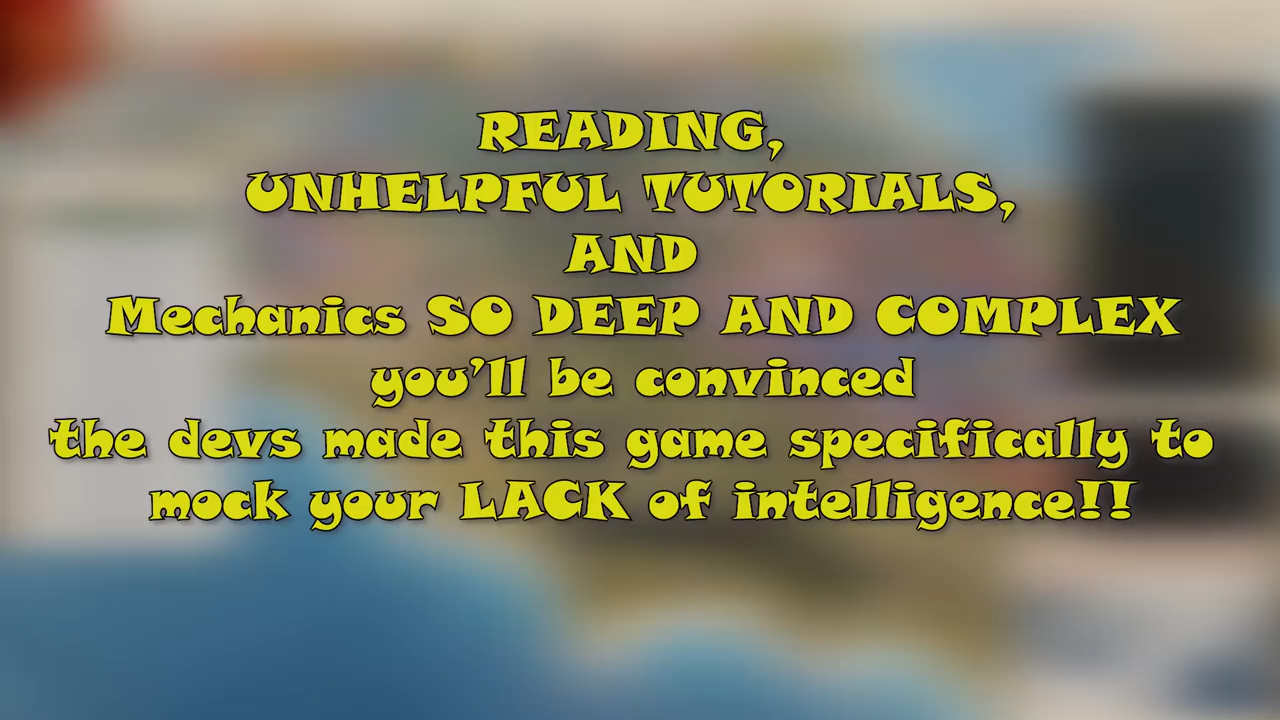 READING,
UNHELPFUL TUTORIALS,
AND
Mechanics SO DEEP AND COMPLEX
you'll be convinced
the devs made this game specifically to
mock your LACK of intelligence!!